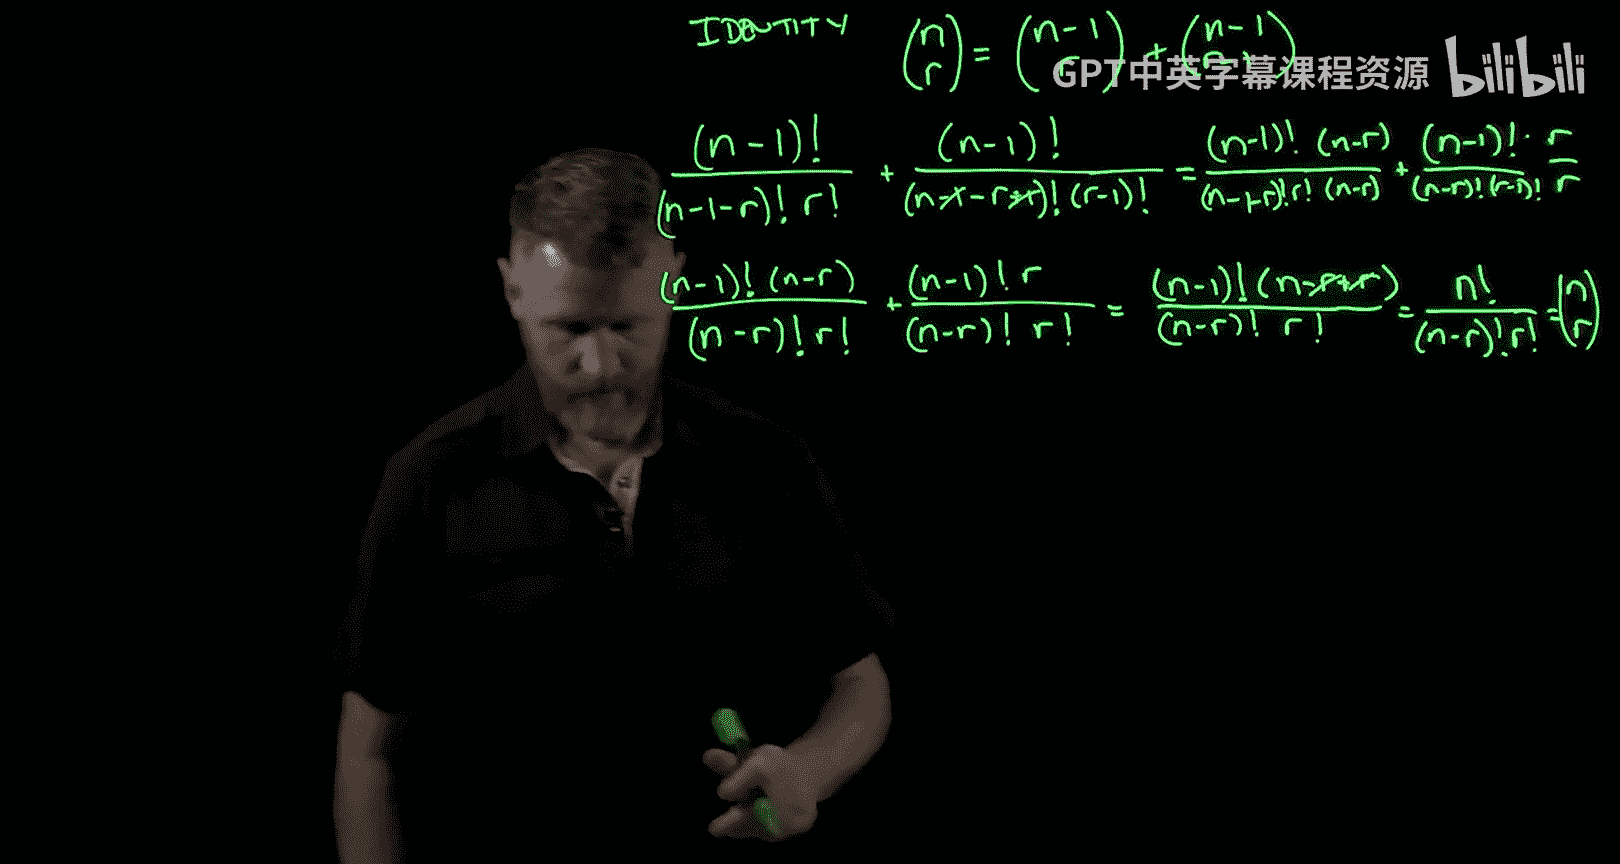 IDENTITY (n r) = (n-1 r) + (n-1
GPT中英字幕课程资源 bilibili
(n-1)! / (n-1-r)! r! + (n-1)! / (n-1-r+1)! (r-1)! = (n-1)! (n-r) / (n-1-r)! r! (n-r) + (n-1)! · r / (n-r)! (r-1)! r
(n-1)! (n-r) / (n-r)! r! + (n-1)! r / (n-r)! r! = (n-1)! (n-r+r) / (n-r)! r! = n! / (n-r)! r! = (n r)